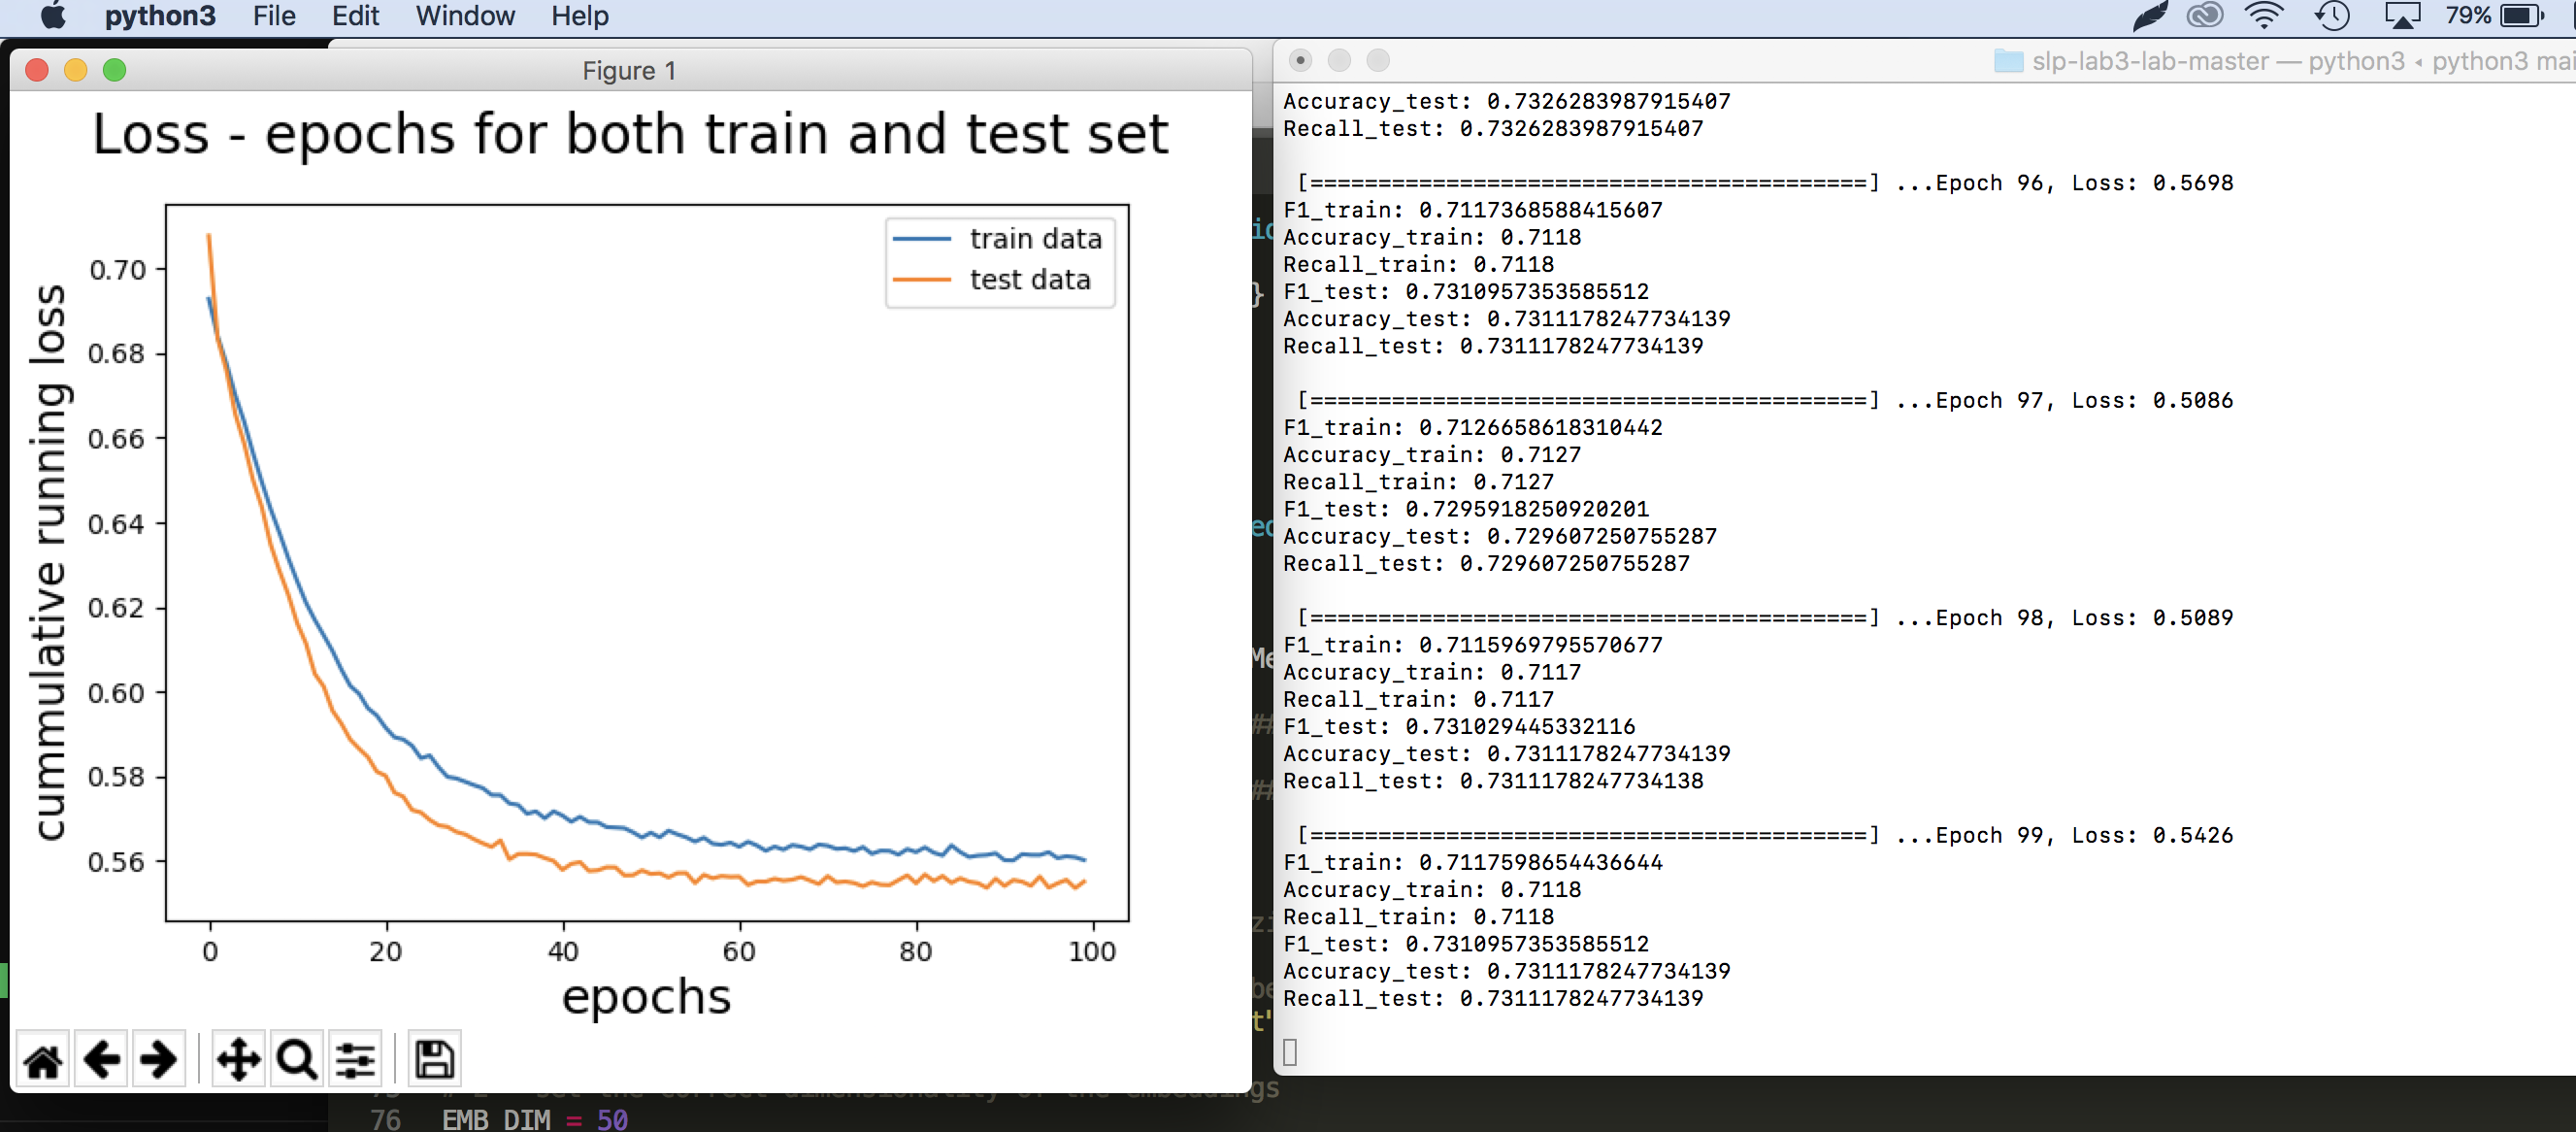 python3 File Edit Window Help 79%
Figure 1
Loss - epochs for both train and test set
train data
test data
0.70
0.68
0.66
0.64
0.62
0.60
0.58
0.56
cummulative running loss
0 20 40 60 80 100
epochs
slp-lab3-lab-master — python3 ◂ python3 mai
Accuracy_test: 0.7326283987915407
Recall_test: 0.7326283987915407
[=========================================] ...Epoch 96, Loss: 0.5698
F1_train: 0.7117368588415607
Accuracy_train: 0.7118
Recall_train: 0.7118
F1_test: 0.7310957353585512
Accuracy_test: 0.7311178247734139
Recall_test: 0.7311178247734139
[=========================================] ...Epoch 97, Loss: 0.5086
F1_train: 0.7126658618310442
Accuracy_train: 0.7127
Recall_train: 0.7127
F1_test: 0.7295918250920201
Accuracy_test: 0.729607250755287
Recall_test: 0.729607250755287
[=========================================] ...Epoch 98, Loss: 0.5089
F1_train: 0.7115969795570677
Accuracy_train: 0.7117
Recall_train: 0.7117
F1_test: 0.731029445332116
Accuracy_test: 0.7311178247734139
Recall_test: 0.7311178247734138
[=========================================] ...Epoch 99, Loss: 0.5426
F1_train: 0.7117598654436644
Accuracy_train: 0.7118
Recall_train: 0.7118
F1_test: 0.7310957353585512
Accuracy_test: 0.7311178247734139
Recall_test: 0.7311178247734139
76 EMB_DIM = 50